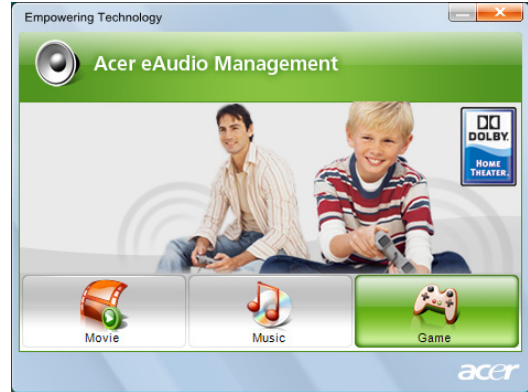 Empowering Technology
Acer eAudio Management
DOLBY
HOME
THEATER
Movie
Music
Game
acer